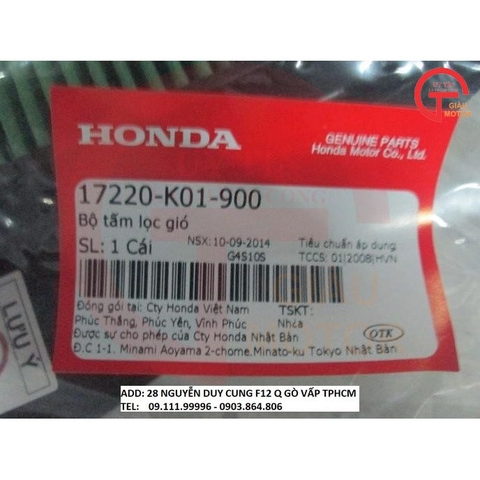 GIÀU
MOTOR
HONDA
GENUINE PARTS
Honda Motor Co., Ltd.
17220-K01-900
Bộ tấm lọc gió
SL: 1 Cái
NSX: 10-09-2014
Tiêu chuẩn áp dụng
G4S10S
TCCS: 01|2008|HVN
Đóng gói tại: Cty Honda Việt Nam
TSKT:
Phúc Thắng, Phúc Yên, Vĩnh Phúc
Nhựa
Được sự cho phép của Cty Honda Nhật Bản
OTK
Đ.C 1-1. Minami Aoyama 2-chome.Minato-ku Tokyo Nhật Bản
LƯU Ý
ADD: 28 NGUYỄN DUY CUNG F12 Q GÒ VẤP TPHCM
TEL: 09.111.99996 - 0903.864.806